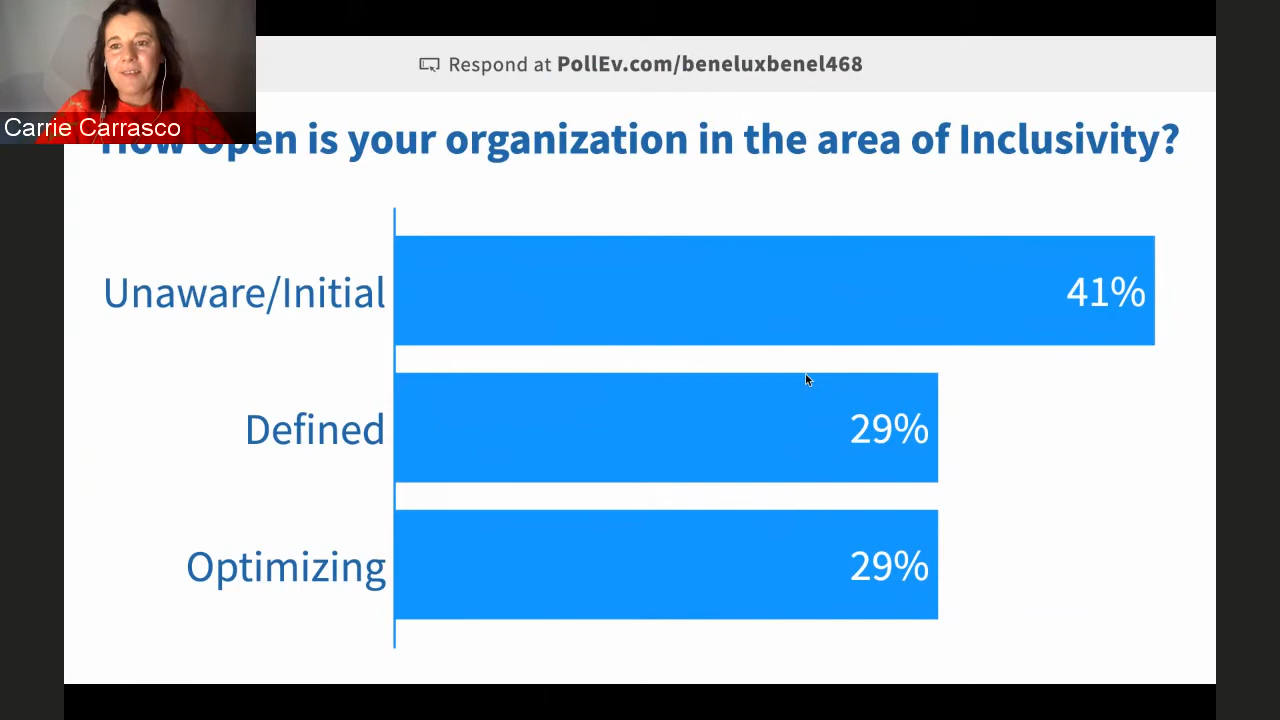 Respond at PollEv.com/beneluxbenel468
Carrie Carrasco
How Open is your organization in the area of Inclusivity?
Unaware/Initial
41%
Defined
29%
Optimizing
29%